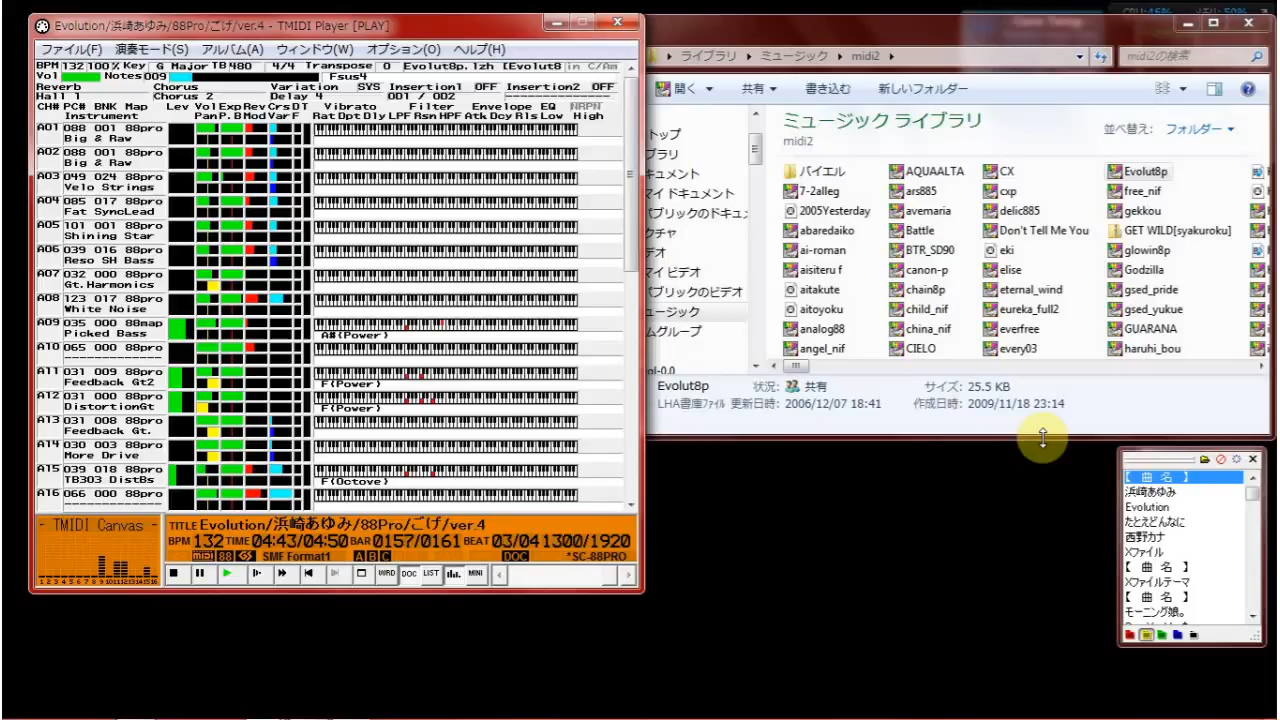 Evolution/浜崎あゆみ/88Pro/ごげ/ver.4 - TMIDI Player [PLAY]
ファイル(F) 演奏モード(S) アルバム(A) ウィンドウ(W) オプション(O) ヘルプ(H)
BPM 132 100% Key G Major TB 480 4/4 Transpose 0 Evolut8p.lzh [Evolut8 in C/Am
Vol Notes 009 Fsus4
Reverb Chorus Variation SYS Insertion1 OFF Insertion2 OFF
Hall 1 Chorus 2 Delay 4 001 / 002
CH# PC# BNK Map Lev Vol Exp Rev Crs DT Vibrato Filter Envelope EQ NRPN
Instrument Pan P.B Mod Var F Rat Dpt Dly LPF Rsn HPF Atk Dcy Rls Low High
A01 088 001 88pro
Big & Raw
A02 088 001 88pro
Big & Raw
A03 049 024 88pro
Velo Strings
A04 085 017 88pro
Fat SyncLead
A05 101 001 88pro
Shining Star
A06 039 016 88pro
Reso SH Bass
A07 032 000 88pro
Gt.Harmonics
A08 123 017 88pro
White Noise
A09 035 000 88map
Picked Bass A#(Power)
A10 065 000 88pro
A11 031 009 88pro
Feedback Gt2 F(Power)
A12 031 000 88pro
DistortionGt F(Power)
A13 031 008 88pro
Feedback Gt.
A14 030 003 88pro
More Drive
A15 039 018 88pro
TB303 DistBs F(Octove)
A16 066 000 88pro
- TMIDI Canvas -
TITLE Evolution/浜崎あゆみ/88Pro/ごげ/ver.4
BPM 132 TIME 04:43/04:50 BAR 0157/0161 BEAT 03/04 1300/1920
midi 88 GS SMF Format1 A B C DOC *SC-88PRO
WRD DOC LIST MINI
ライブラリ ミュージック midi2 midi2の検索
開く 共有 書き込む 新しいフォルダー
ミュージック ライブラリ
midi2
並べ替え: フォルダー
トップ
ブラリ
キュメント
マイ ドキュメント
パブリックのドキュ
クチャ
デオ
マイ ビデオ
パブリックのビデオ
ュージック
ムグループ
バイエル AQUAALTA CX Evolut8p
7-2alleg ars885 cxp free_nif
2005Yesterday avemaria delic885 gekkou
abaredaiko Battle Don't Tell Me You GET WILD[syakuroku]
ai-roman BTR_SD90 eki glowin8p
aisiteru f canon-p elise Godzilla
aitakute chain8p eternal_wind gsed_pride
aitoyoku child_nif eureka_full2 gsed_yukue
analog88 china_nif everfree GUARANA
angel_nif CIELO every03 haruhi_bou
Evolut8p 状況: 共有 サイズ: 25.5 KB
LHA書庫ファイル 更新日時: 2006/12/07 18:41 作成日時: 2009/11/18 23:14
【 曲 名 】
浜崎あゆみ
Evolution
たとえどんなに
西野カナ
Xファイル
【 曲 名 】
Xファイルテーマ
【 曲 名 】
モーニング娘。